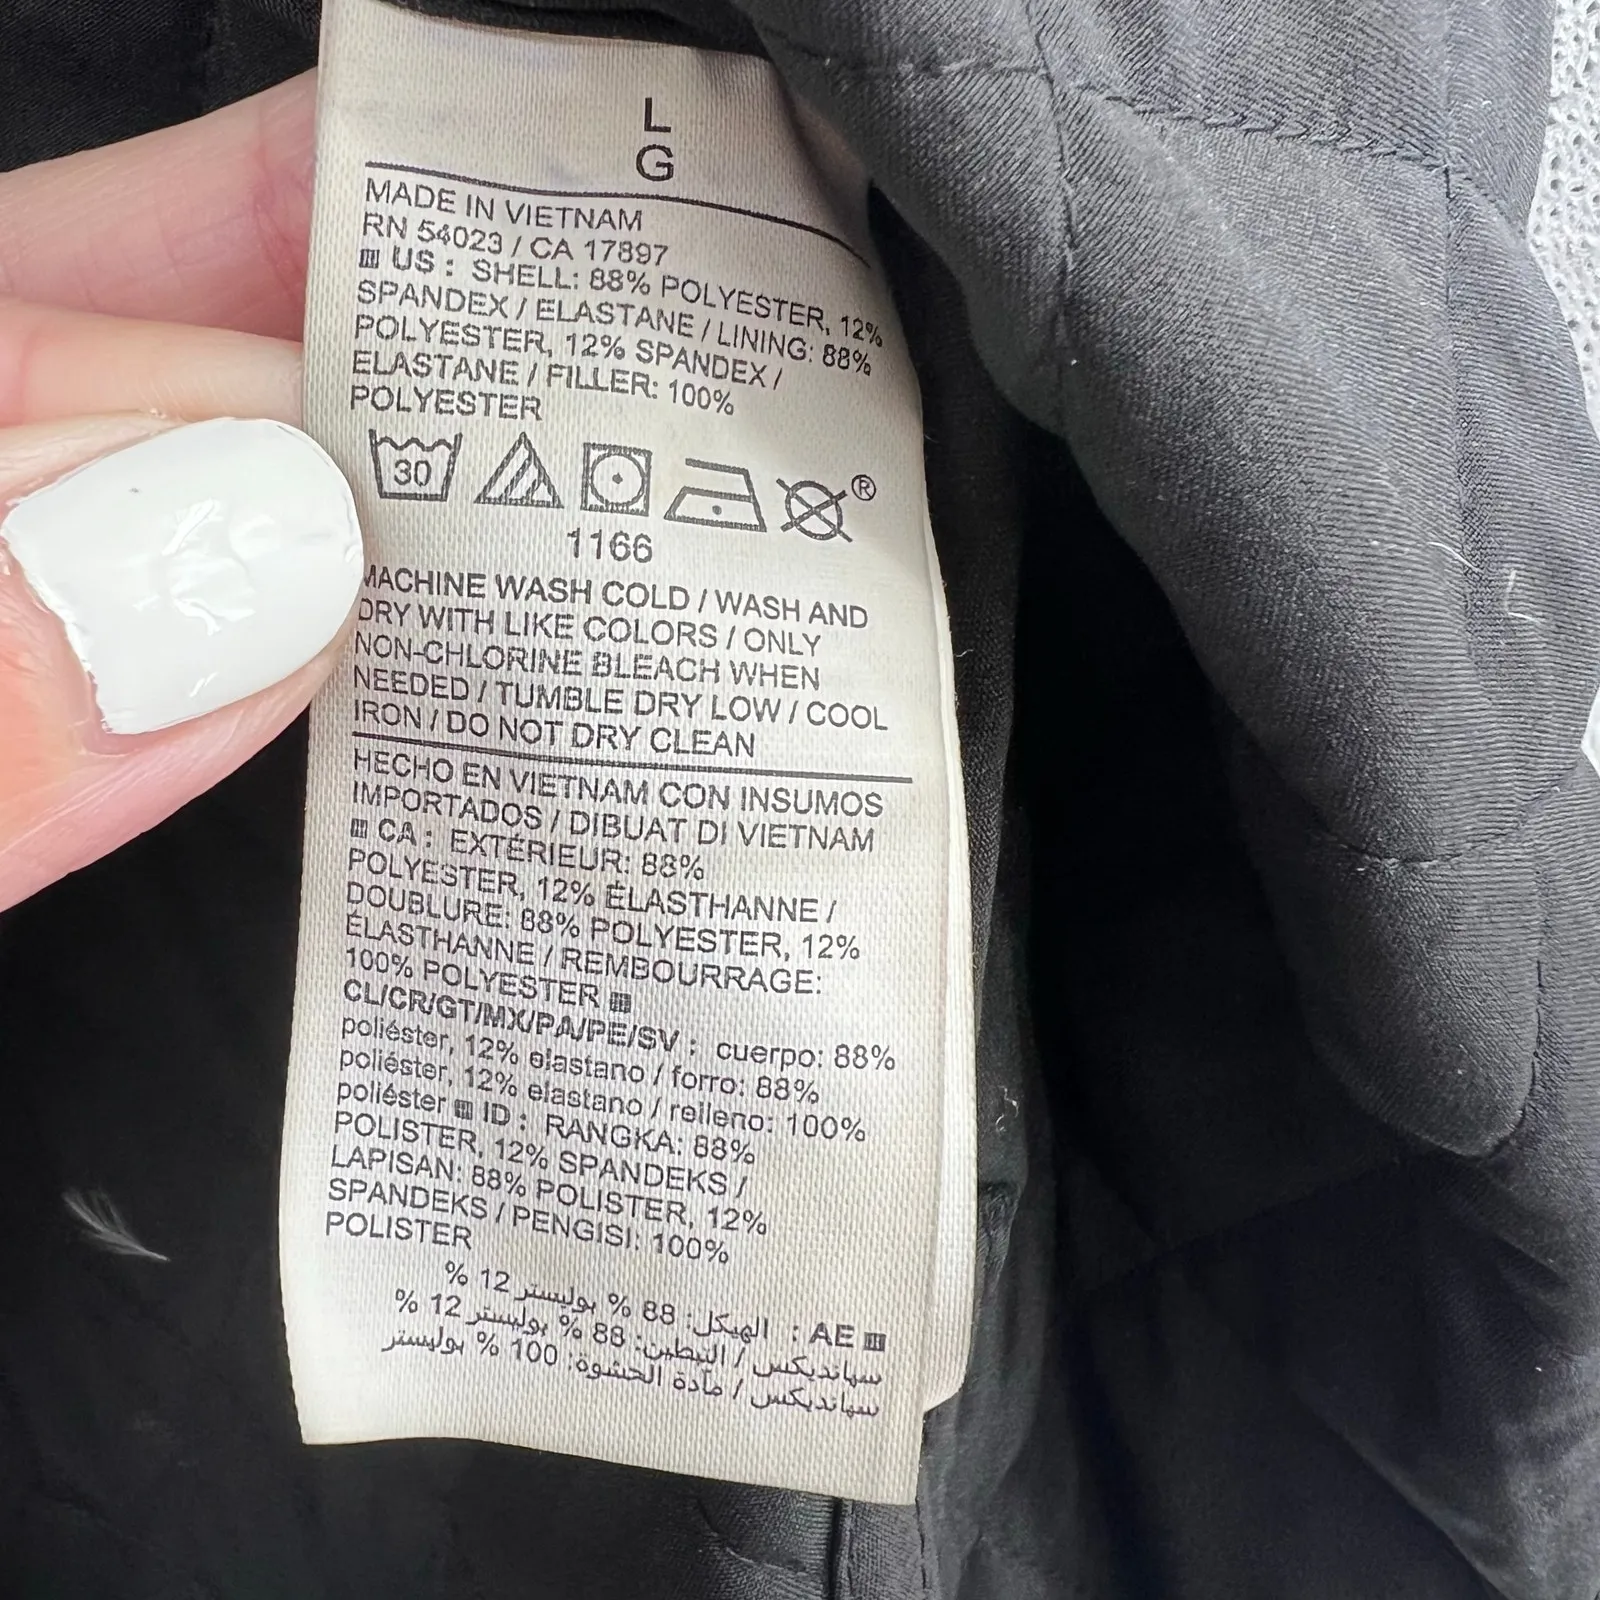 L
G
MADE IN VIETNAM
RN 54023 / CA 17897
US : SHELL: 88% POLYESTER, 12%
SPANDEX / ELASTANE / LINING: 88%
POLYESTER, 12% SPANDEX /
ELASTANE / FILLER: 100%
POLYESTER
30
®
1166
MACHINE WASH COLD / WASH AND
DRY WITH LIKE COLORS / ONLY
NON-CHLORINE BLEACH WHEN
NEEDED / TUMBLE DRY LOW / COOL
IRON / DO NOT DRY CLEAN
HECHO EN VIETNAM CON INSUMOS
IMPORTADOS / DIBUAT DI VIETNAM
CA : EXTÉRIEUR: 88%
POLYESTER, 12% ÉLASTHANNE /
DOUBLURE: 88% POLYESTER, 12%
ÉLASTHANNE / REMBOURRAGE:
100% POLYESTER
CL/CR/GT/MX/PA/PE/SV : cuerpo: 88%
poliéster, 12% elastano / forro: 88%
poliéster, 12% elastano / relleno: 100%
poliéster ID : RANGKA: 88%
POLISTER, 12% SPANDEKS /
LAPISAN: 88% POLISTER, 12%
SPANDEKS / PENGISI: 100%
POLISTER
AE : الهيكل: 88 % بوليستر 12 %
سباندیکس / التبطين: 88 % بوليستر 12 %
سباندیکس / مادة الحشوة: 100 % بوليستر